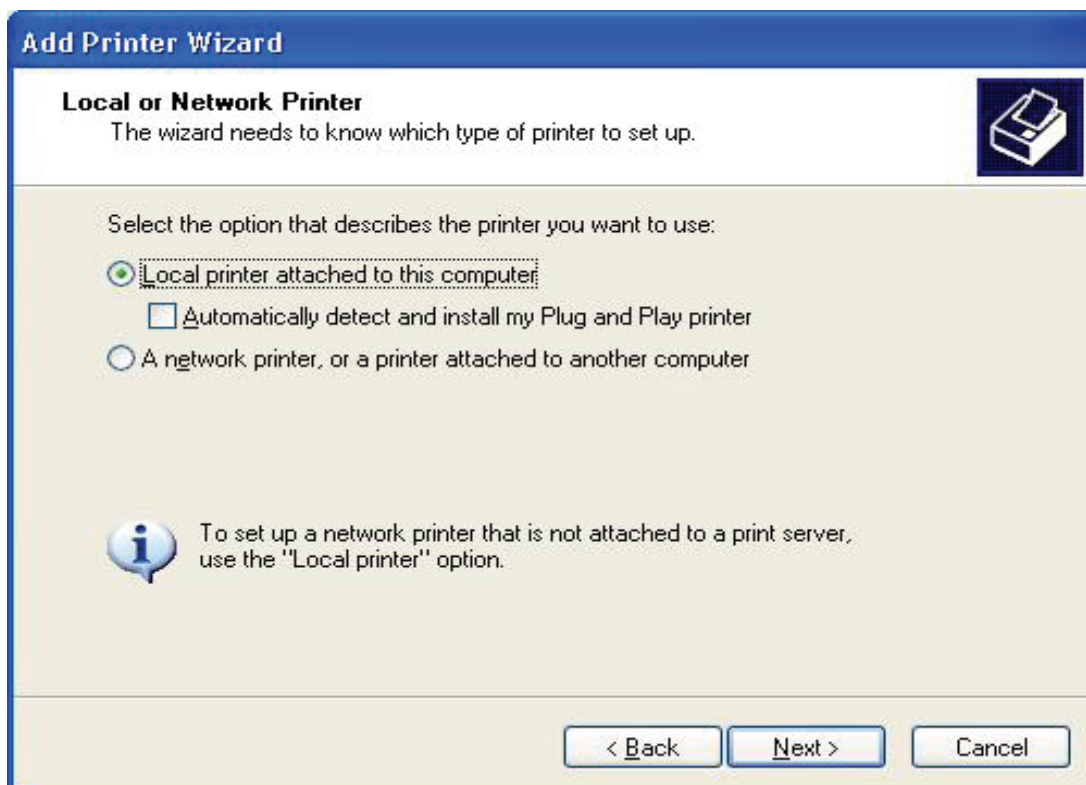 Add Printer Wizard
Local or Network Printer
The wizard needs to know which type of printer to set up.
Select the option that describes the printer you want to use:
Local printer attached to this computer
Automatically detect and install my Plug and Play printer
A network printer, or a printer attached to another computer
To set up a network printer that is not attached to a print server,
use the "Local printer" option.
< Back Next > Cancel